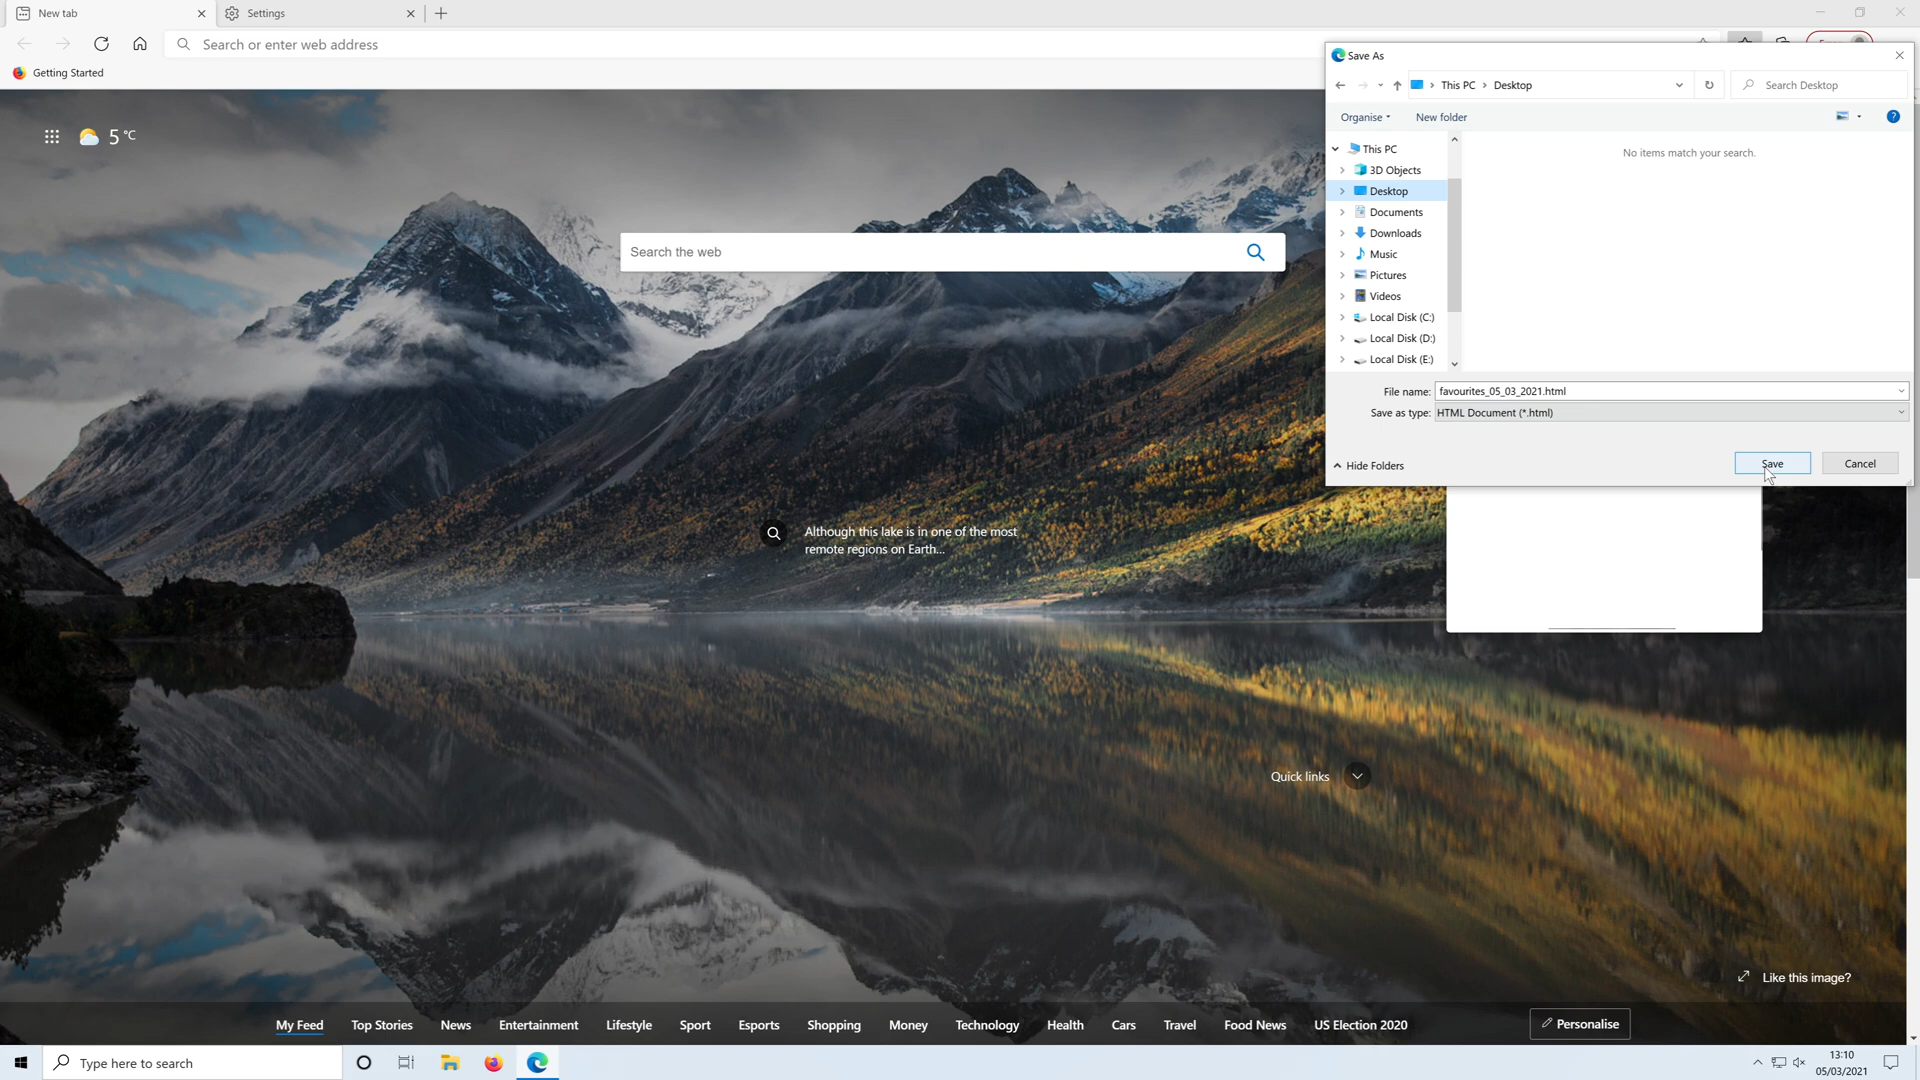 New tab
Settings
Search or enter web address
Getting Started
5 °C
Search the web
Although this lake is in one of the most
remote regions on Earth...
Quick links
Like this image?
My Feed Top Stories News Entertainment Lifestyle Sport Esports Shopping Money Technology Health Cars Travel Food News US Election 2020
Personalise
Save As
This PC > Desktop
Search Desktop
Organise New folder
This PC
3D Objects
Desktop
Documents
Downloads
Music
Pictures
Videos
Local Disk (C:)
Local Disk (D:)
Local Disk (E:)
No items match your search.
File name: favourites_05_03_2021.html
Save as type: HTML Document (*.html)
Hide Folders
Save Cancel
Type here to search
13:10
05/03/2021